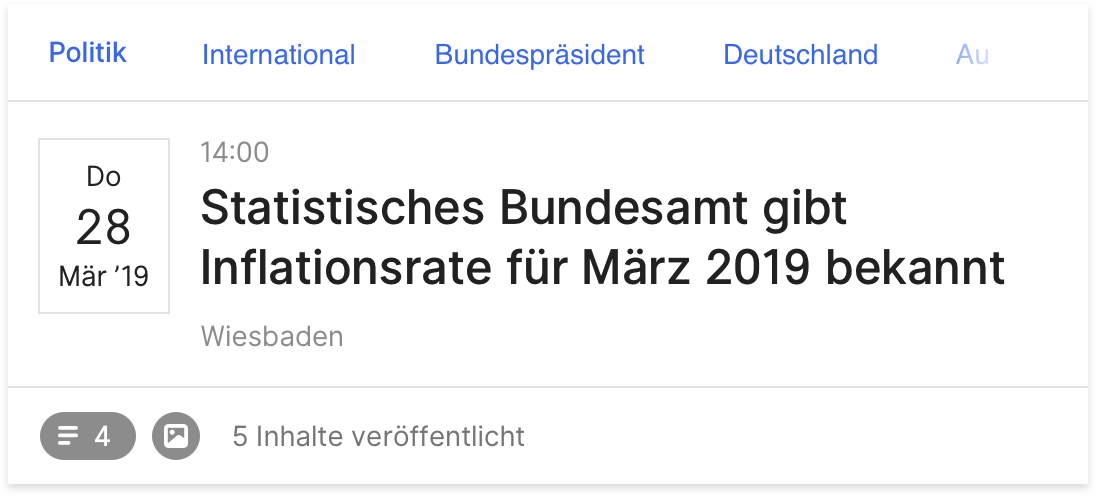 Politik International Bundespräsident Deutschland Au
Do
28
Mär ’19
14:00
Statistisches Bundesamt gibt
Inflationsrate für März 2019 bekannt
Wiesbaden
4 5 Inhalte veröffentlicht